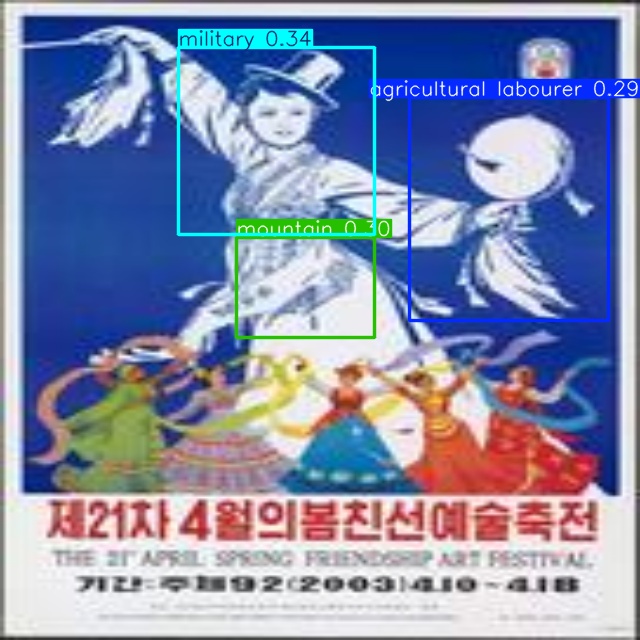 military 0.34
agricultural labourer 0.29
mountain 0.30
제21차 4월의봄친선예술축전
THE 21ST APRIL SPRING FRIENDSHIP ART FESTIVAL
기간: 주체92(2003)4.10~4.18